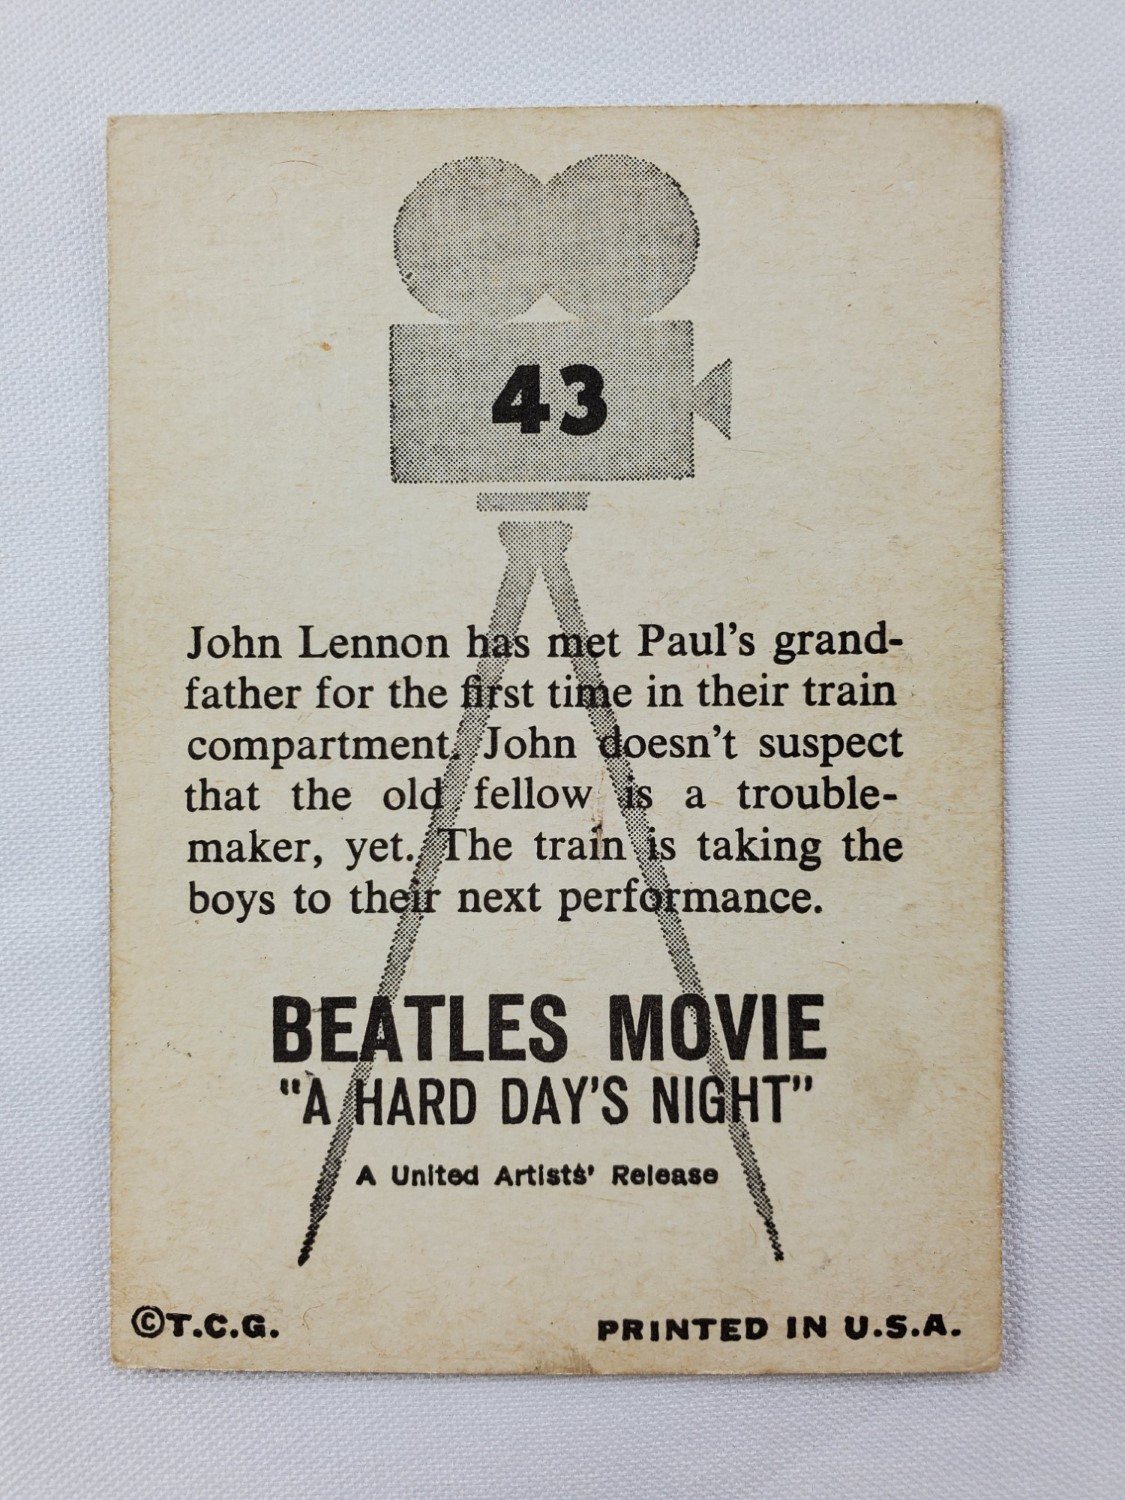 43
John Lennon has met Paul's grand-
father for the first time in their train
compartment. John doesn't suspect
that the old fellow is a trouble-
maker, yet. The train is taking the
boys to their next performance.
BEATLES MOVIE
"A HARD DAY'S NIGHT"
A United Artists' Release
©T.C.G.
PRINTED IN U.S.A.